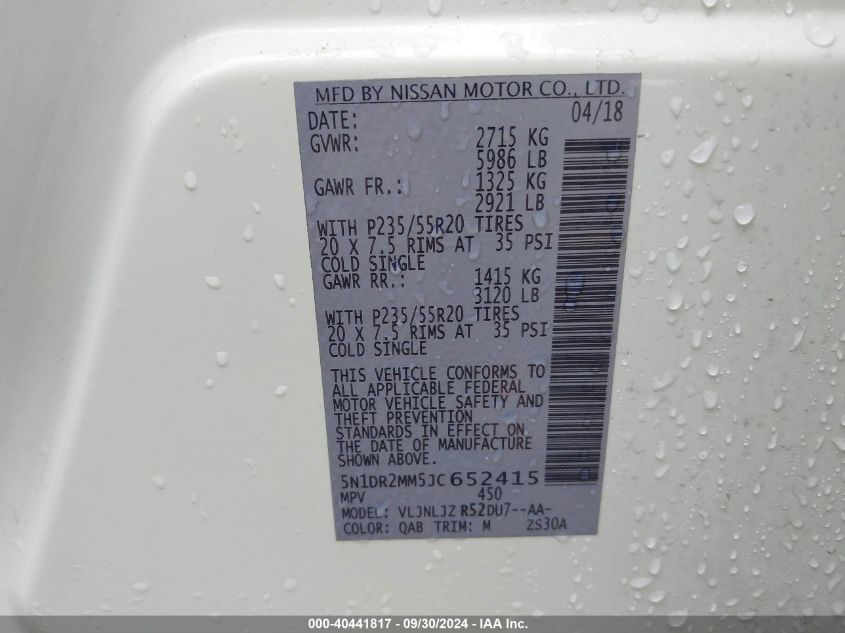 MFD BY NISSAN MOTOR CO., LTD.
DATE: 04/18
GVWR: 2715 KG
5986 LB
GAWR FR.: 1325 KG
2921 LB
WITH P235/55R20 TIRES
20 X 7.5 RIMS AT 35 PSI
COLD SINGLE
GAWR RR.: 1415 KG
3120 LB
WITH P235/55R20 TIRES
20 X 7.5 RIMS AT 35 PSI
COLD SINGLE
THIS VEHICLE CONFORMS TO
ALL APPLICABLE FEDERAL
MOTOR VEHICLE SAFETY AND
THEFT PREVENTION
STANDARDS IN EFFECT ON
THE DATE OF MANUFACTURE
SHOWN ABOVE.
5N1DR2MM5JC652415
MPV 450
MODEL: VLJNLJZ R52DU7--AA-
COLOR: QAB TRIM: M ZS30A
000-40441817 - 09/30/2024 - IAA Inc.